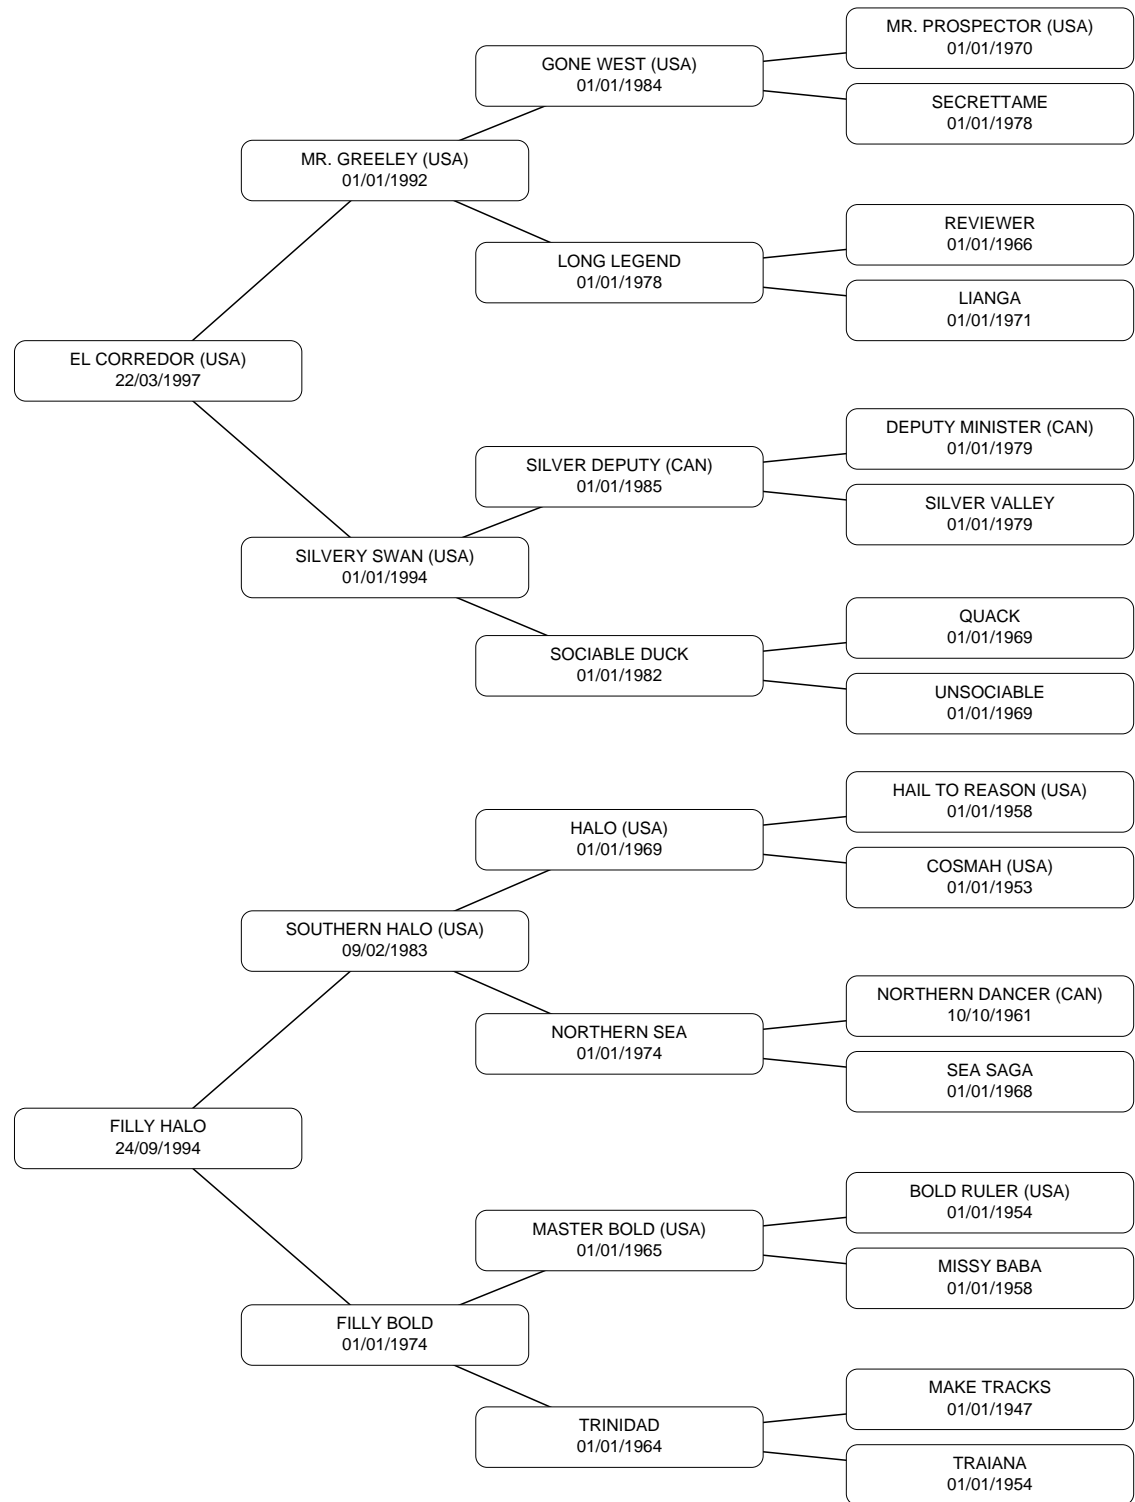 MR. PROSPECTOR (USA)
01/01/1970
GONE WEST (USA)
01/01/1984
SECRETTAME
01/01/1978
MR. GREELEY (USA)
01/01/1992
REVIEWER
01/01/1966
LONG LEGEND
01/01/1978
LIANGA
01/01/1971
EL CORREDOR (USA)
22/03/1997
DEPUTY MINISTER (CAN)
01/01/1979
SILVER DEPUTY (CAN)
01/01/1985
SILVER VALLEY
01/01/1979
SILVERY SWAN (USA)
01/01/1994
QUACK
01/01/1969
SOCIABLE DUCK
01/01/1982
UNSOCIABLE
01/01/1969
HAIL TO REASON (USA)
01/01/1958
HALO (USA)
01/01/1969
COSMAH (USA)
01/01/1953
SOUTHERN HALO (USA)
09/02/1983
NORTHERN DANCER (CAN)
10/10/1961
NORTHERN SEA
01/01/1974
SEA SAGA
01/01/1968
FILLY HALO
24/09/1994
BOLD RULER (USA)
01/01/1954
MASTER BOLD (USA)
01/01/1965
MISSY BABA
01/01/1958
FILLY BOLD
01/01/1974
MAKE TRACKS
01/01/1947
TRINIDAD
01/01/1964
TRAIANA
01/01/1954